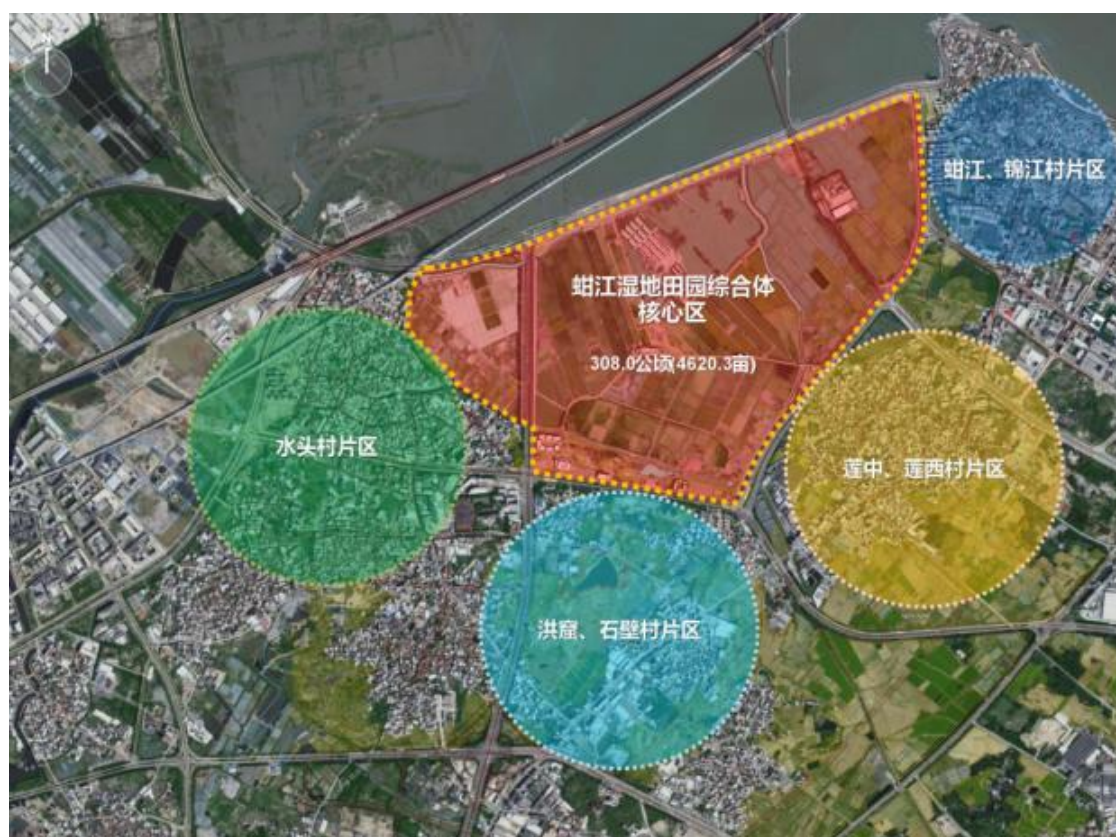 N
蚶江、锦江村片区
蚶江湿地田园综合体
核心区
308.0公顷(4620.3亩)
水头村片区
莲中、莲西村片区
洪窟、石壁村片区